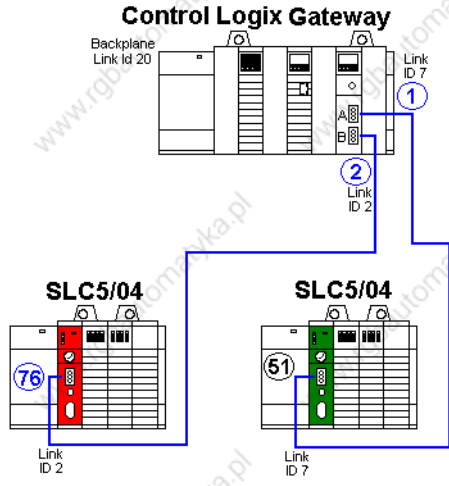 Control Logix Gateway
Backplane
Link Id 20
Link
ID 7
1
A
B
2
Link
ID 2
SLC5/04
SLC5/04
76
51
Link
ID 2
Link
ID 7